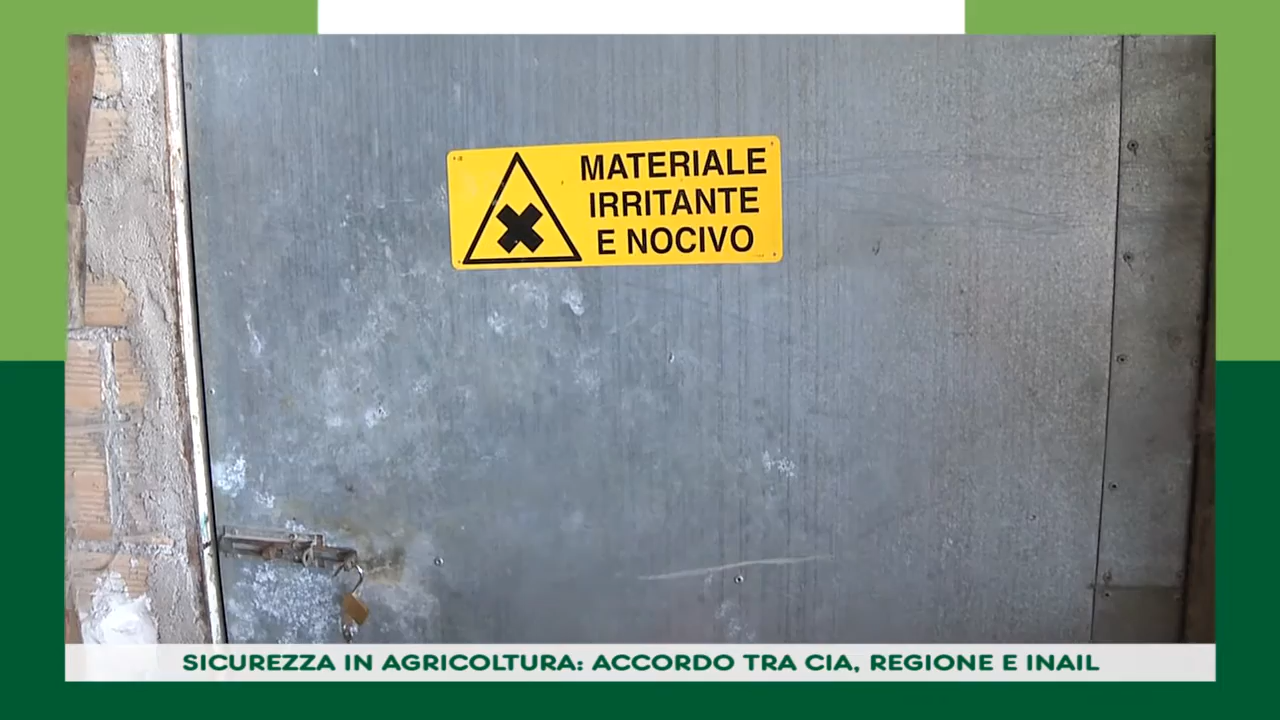 MATERIALE
IRRITANTE
E NOCIVO
SICUREZZA IN AGRICOLTURA: ACCORDO TRA CIA, REGIONE E INAIL